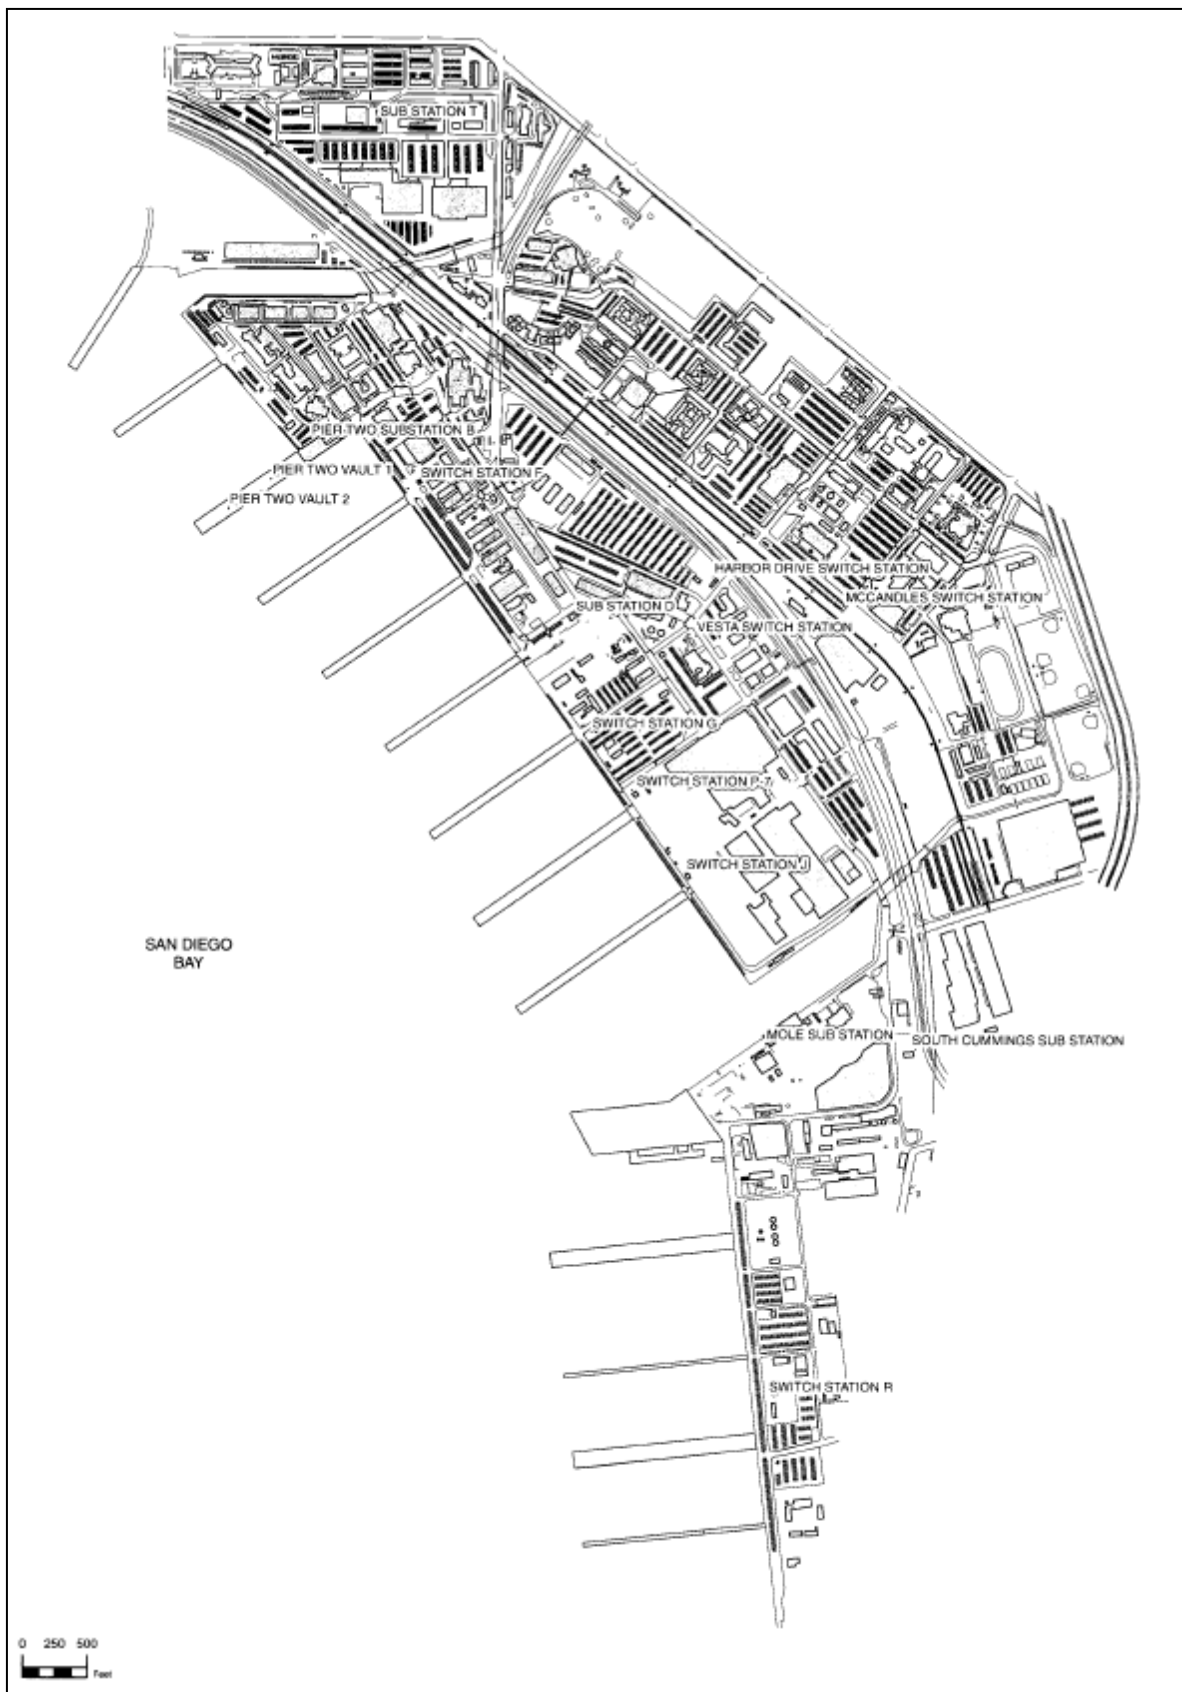 SUB STATION T
PIER TWO SUBSTATION B
PIER TWO VAULT 1
SWITCH STATION F
PIER TWO VAULT 2
HARBOR DRIVE SWITCH STATION
MCCANDLES SWITCH STATION
SUB STATION D
VESTA SWITCH STATION
SWITCH STATION G
SWITCH STATION P-7
SWITCH STATION J
SAN DIEGO
BAY
MOLE SUB STATION
SOUTH CUMMINGS SUB STATION
SWITCH STATION R
0 250 500
Feet